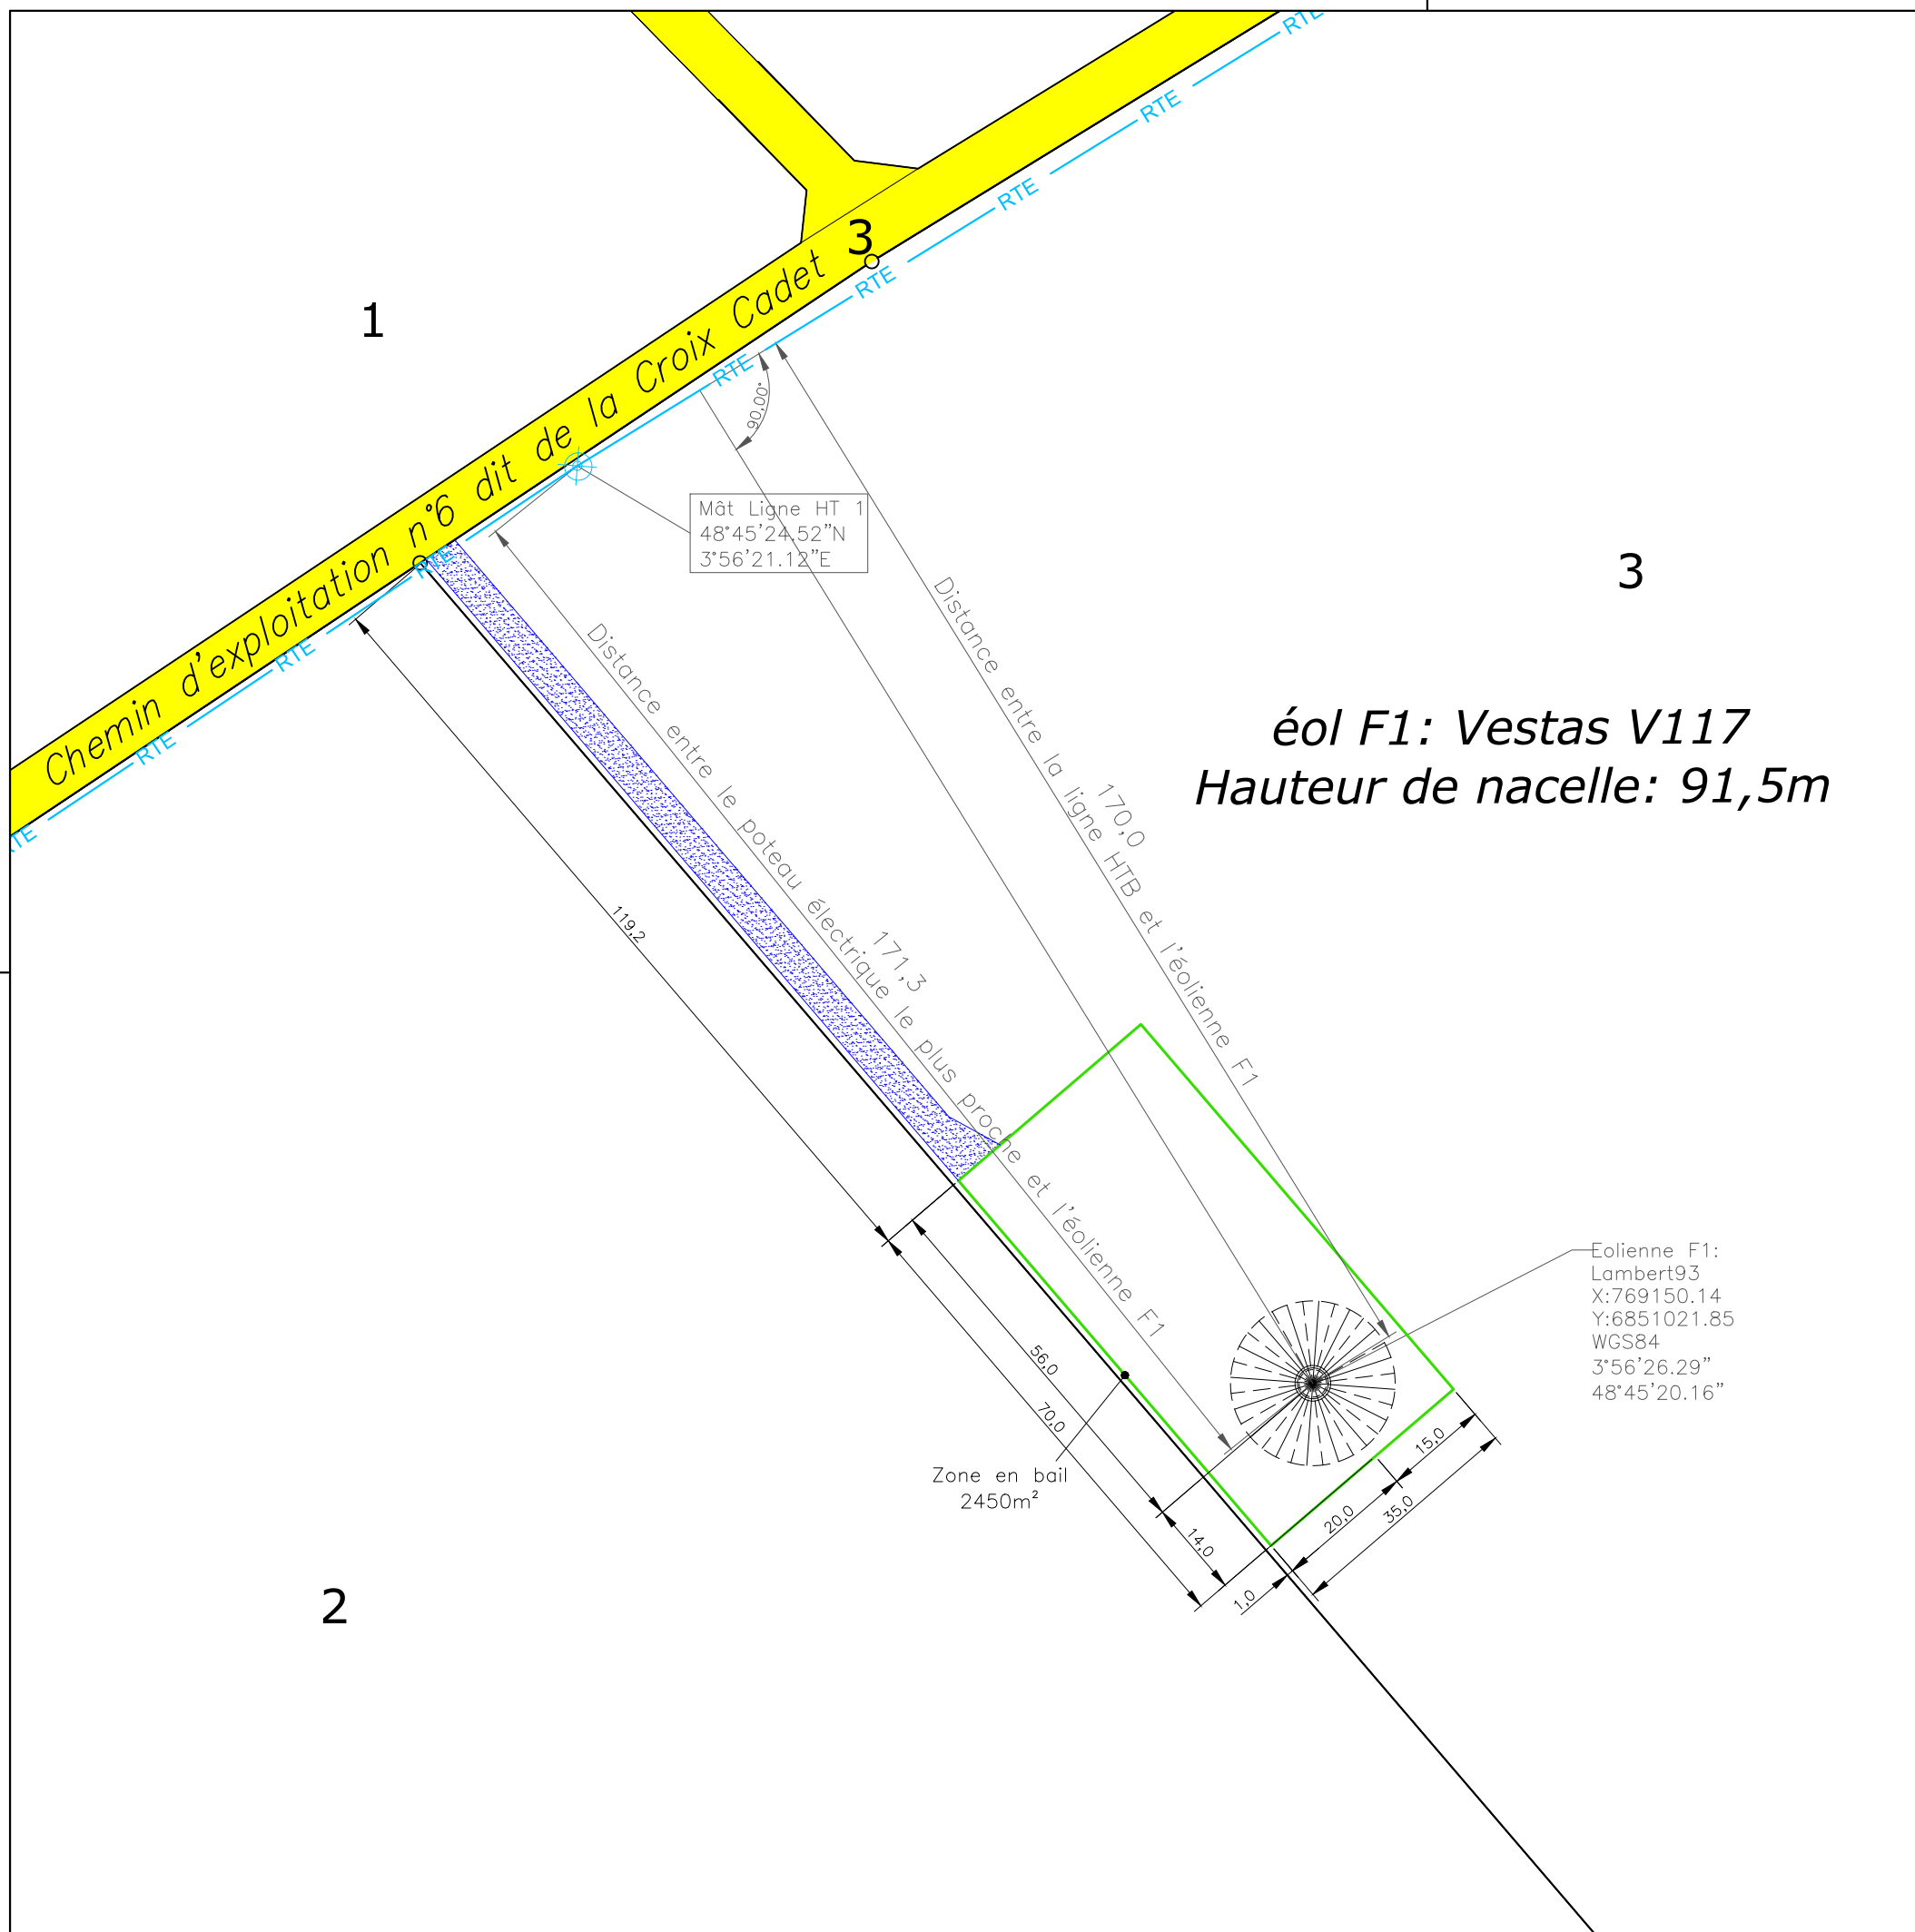 RTE
RTE
RTE
RTE
RTE
RTE
RTE
RTE
RTE
Chemin d'exploitation n°6 dit de la Croix Cadet
3
1
90,00°
Mât Ligne HT 1
48°45'24.52"N
3°56'21.12"E
3
éol F1: Vestas V117
Hauteur de nacelle: 91,5m
170,0
Distance entre la ligne HTB et l'éolienne F1
171,3
Distance entre le poteau électrique le plus proche et l'éolienne F1
119,2
56,0
70,0
14,0
1,0
20,0
15,0
35,0
Eolienne F1:
Lambert93
X:769150.14
Y:6851021.85
WGS84
3°56'26.29"
48°45'20.16"
Zone en bail
2450m²
2